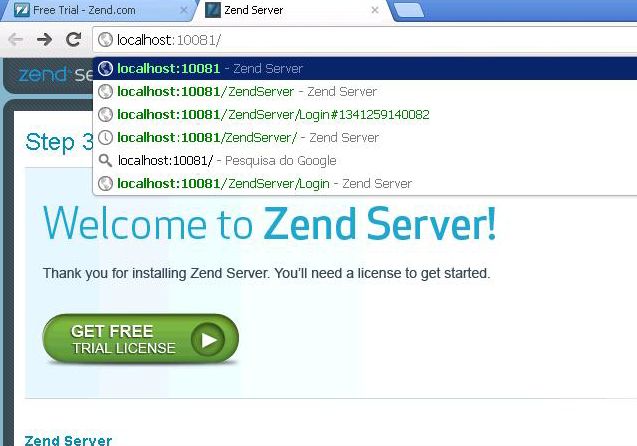 Free Trial - Zend.com
Zend Server
localhost:10081/
localhost:10081 - Zend Server
localhost:10081/ZendServer - Zend Server
localhost:10081/ZendServer/Login#1341259140082
localhost:10081/ZendServer/ - Zend Server
localhost:10081/ - Pesquisa do Google
localhost:10081/ZendServer/Login - Zend Server
zend Se
Step 3
Welcome to Zend Server!
Thank you for installing Zend Server. You'll need a license to get started.
GET FREE
TRIAL LICENSE
Zend Server